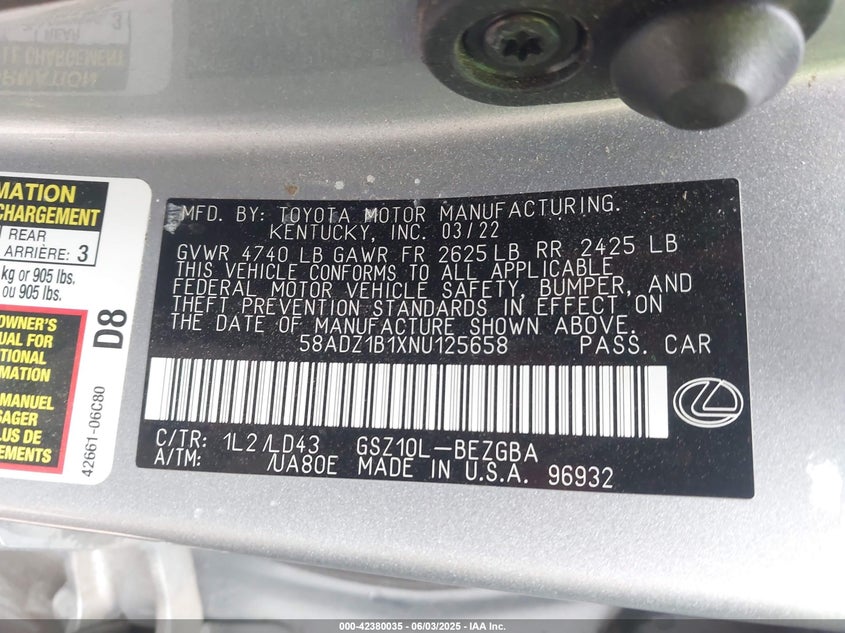 MATION
CHARGEMENT
REAR
ARRIÈRE: 3
kg or 905 lbs.
ou 905 lbs.
OWNER'S
UAL FOR
TIONAL
RMATION
MANUEL
SAGER
PLUS DE
EMENTS
D8
42661-06C80
MFD. BY: TOYOTA MOTOR MANUFACTURING.
KENTUCKY, INC. 03/22
GVWR 4740 LB GAWR FR 2625 LB RR 2425 LB
THIS VEHICLE CONFORMS TO ALL APPLICABLE
FEDERAL MOTOR VEHICLE SAFETY, BUMPER, AND
THEFT PREVENTION STANDARDS IN EFFECT ON
THE DATE OF MANUFACTURE SHOWN ABOVE.
58ADZ1B1XNU125658 PASS. CAR
C/TR: 1L2/LD43 GSZ10L-BEZGBA
A/TM: /UA80E MADE IN U.S.A. 96932
000-42380035 - 06/03/2025 - IAA Inc.